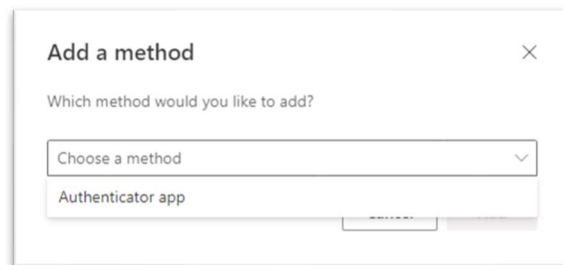 Add a method
Which method would you like to add?
Choose a method
Authenticator app